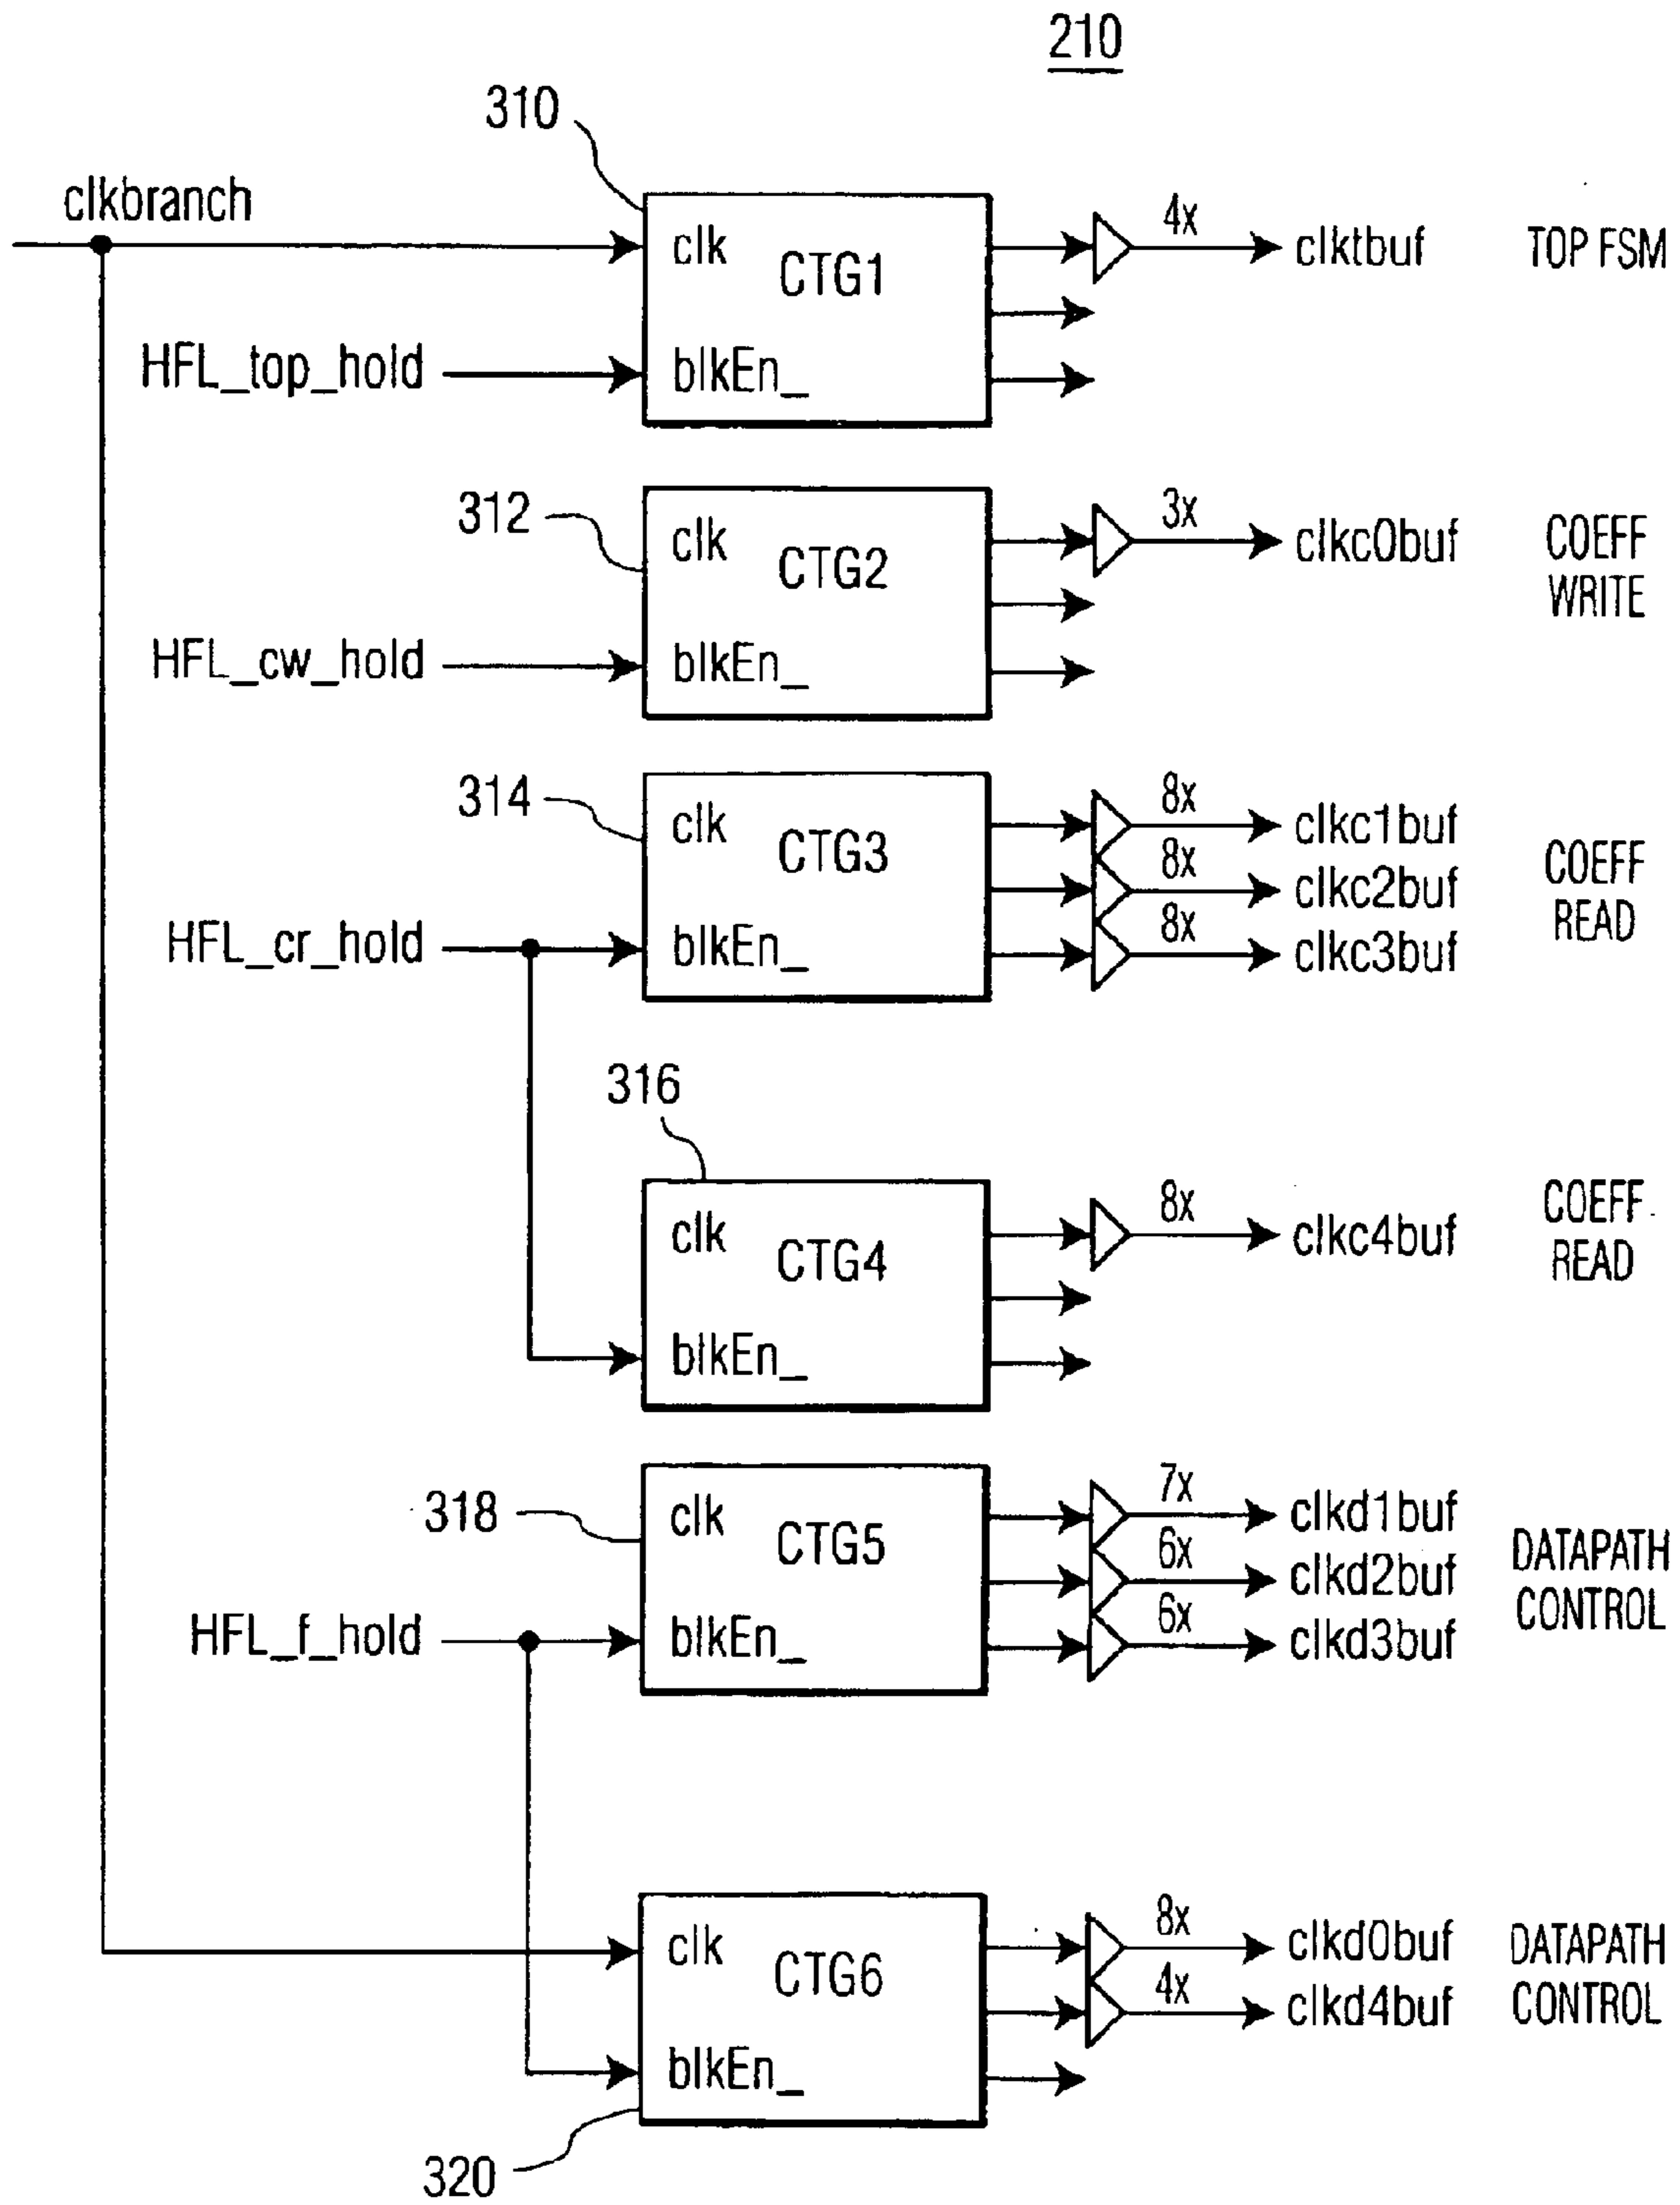 210
310
clkbranch
clk
CTG1
4x
clktbuf
TOP FSM
HFL_top_hold
blkEn_
312
clk
CTG2
3x
clkc0buf
COEFF
WRITE
HFL_cw_hold
blkEn_
314
clk
CTG3
8x
clkc1buf
8x
clkc2buf
COEFF
READ
HFL_cr_hold
blkEn_
8x
clkc3buf
316
clk
CTG4
8x
clkc4buf
COEFF
READ
blkEn_
318
clk
CTG5
7x
clkd1buf
6x
clkd2buf
DATAPATH
CONTROL
HFL_f_hold
blkEn_
6x
clkd3buf
clk
CTG6
8x
clkd0buf
4x
clkd4buf
DATAPATH
CONTROL
blkEn_
320